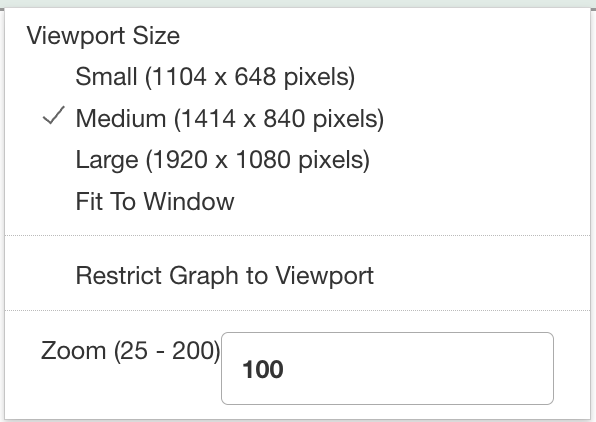 Viewport Size
Small (1104 x 648 pixels)
Medium (1414 x 840 pixels)
Large (1920 x 1080 pixels)
Fit To Window
Restrict Graph to Viewport
Zoom (25 - 200) 100